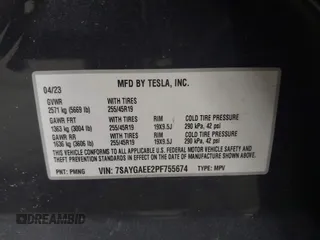 MFD BY TESLA, INC.
04/23
GVWR WITH TIRES
2571 kg (5669 lb) 255/45R19
GAWR FRT WITH TIRES RIM COLD TIRE PRESSURE
1363 kg (3004 lb) 255/45R19 19X9.5J 290 kPa, 42 psi
GAWR RR WITH TIRES RIM COLD TIRE PRESSURE
1636 kg (3606 lb) 255/45R19 19X9.5J 290 kPa, 42 psi
THIS VEHICLE CONFORMS TO ALL APPLICABLE U.S. FEDERAL MOTOR VEHICLE
SAFETY AND THEFT PREVENTION STANDARDS IN
EFFECT ON THE DATE OF MANUFACTURE SHOWN ABOVE.
PNT: PMNG VIN: 7SAYGAEE2PF755674 TYPE: MPV
DREAMBID
.COM